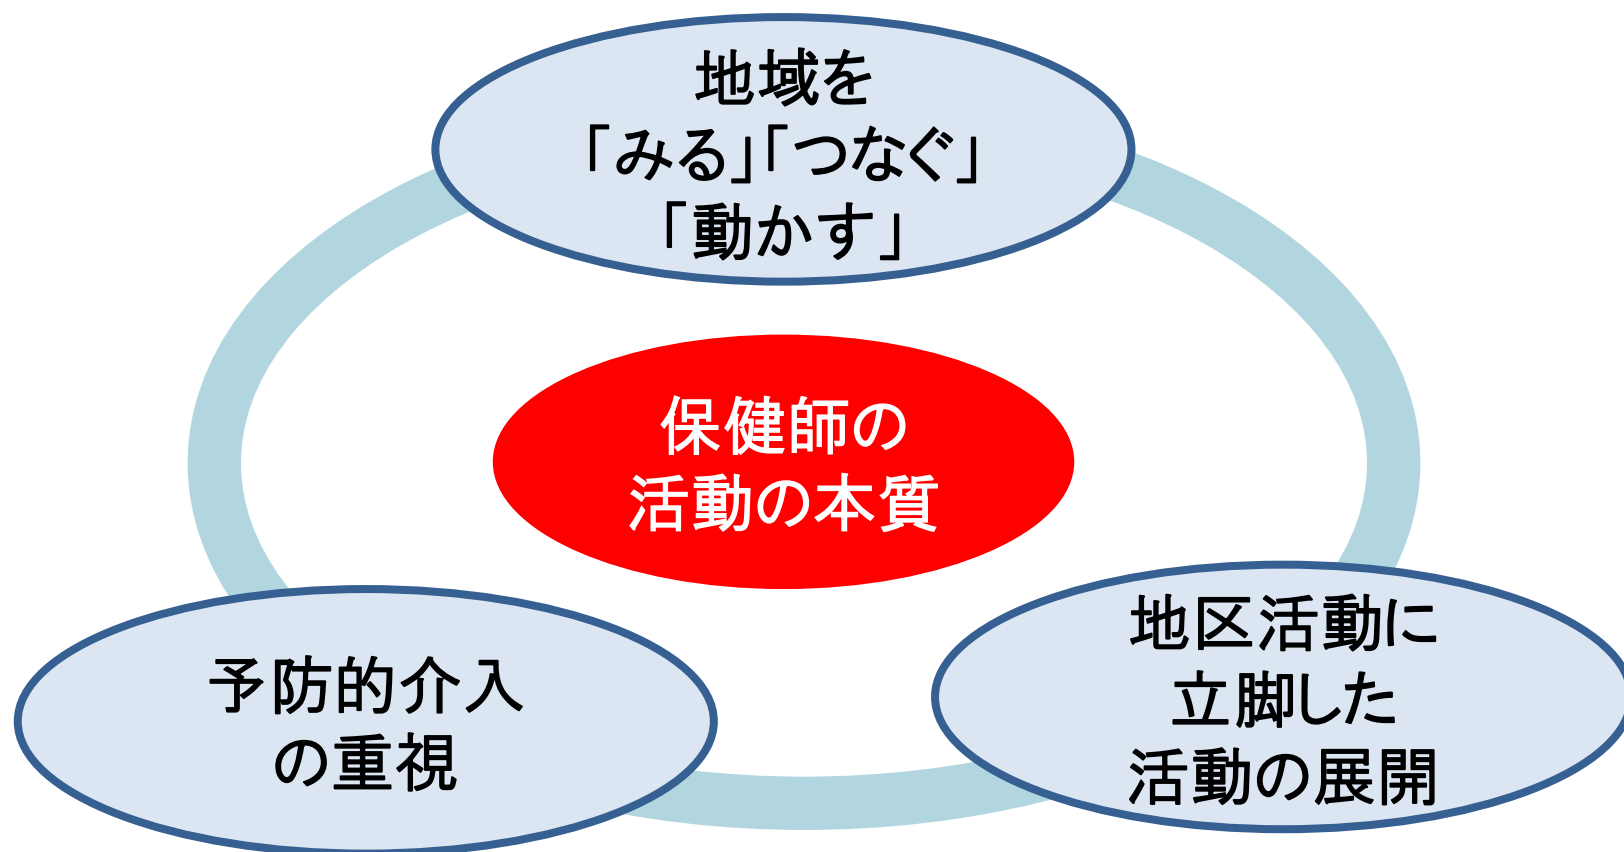 地域を
「みる」「つなぐ」
「動かす」
保健師の
活動の本質
予防的介入
の重視
地区活動に
立脚した
活動の展開